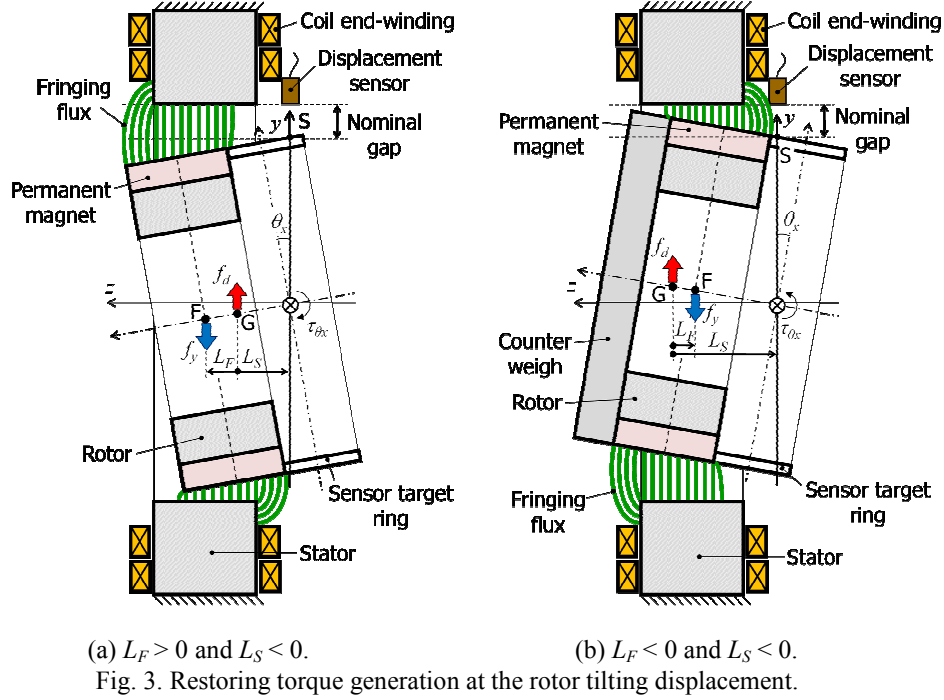 Coil end-winding
Displacement
sensor
Fringing
flux
y
S
Nominal
gap
Permanent
magnet
θx
fd
z
F
G
τθx
fy
LF
LS
Rotor
Sensor target
ring
Stator
Coil end-winding
Displacement
sensor
Permanent
magnet
y
S
Nominal
gap
θx
fd
z
G
F
fy
τθx
LF
LS
Counter
weigh
Rotor
Fringing
flux
Sensor target
ring
Stator
(a) LF > 0 and LS < 0.
(b) LF < 0 and LS < 0.
Fig. 3. Restoring torque generation at the rotor tilting displacement.